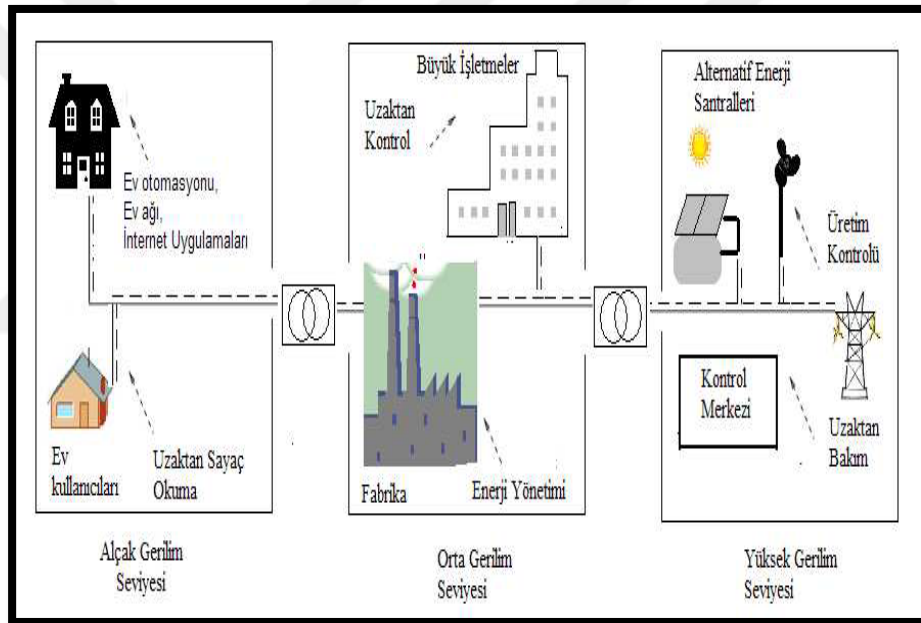 Ev otomasyonu,
Ev ağı,
İnternet Uygulamaları
Ev
kullanıcıları
Uzaktan Sayaç
Okuma
Alçak Gerilim
Seviyesi
Büyük İşletmeler
Uzaktan
Kontrol
Fabrika
Enerji Yönetimi
Orta Gerilim
Seviyesi
Alternatif Enerji
Santralleri
Üretim
Kontrolü
Kontrol
Merkezi
Uzaktan
Bakım
Yüksek Gerilim
Seviyesi